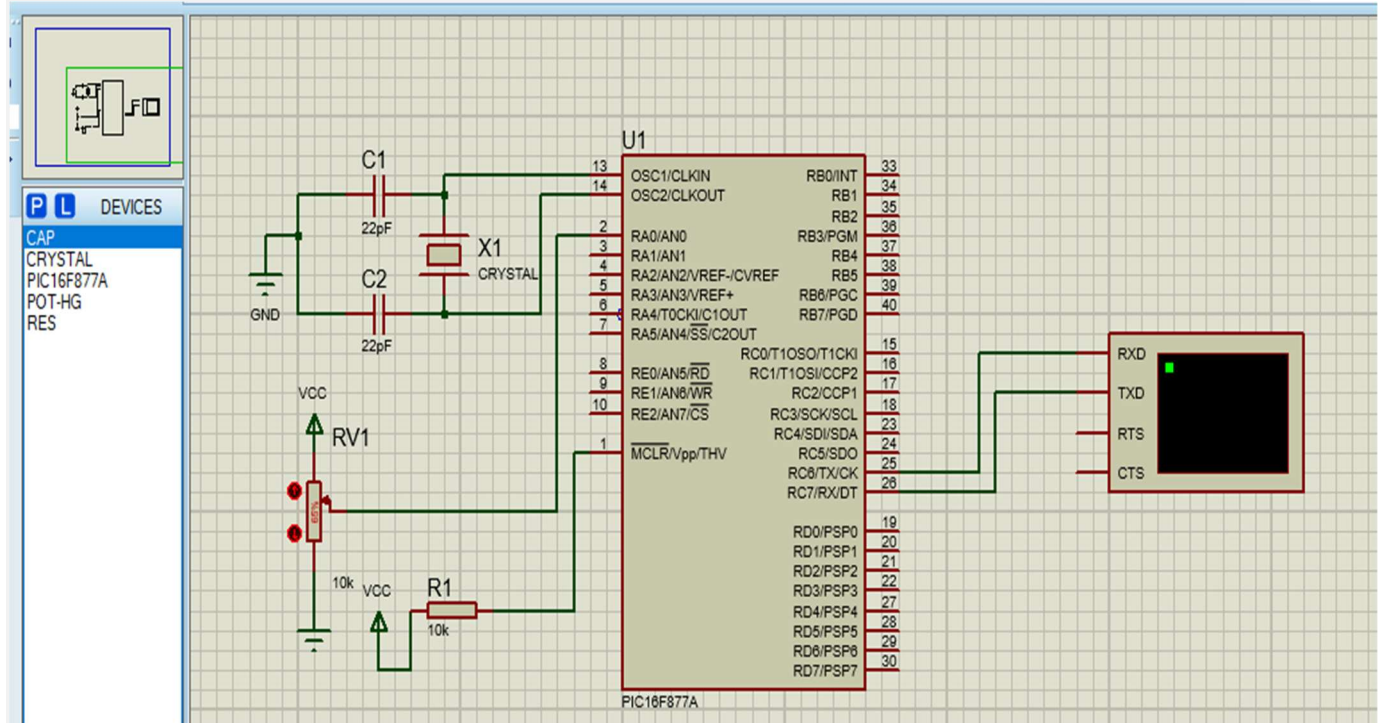 P L DEVICES
CAP
CRYSTAL
PIC16F877A
POT-HG
RES
C1
22pF
C2
22pF
X1
CRYSTAL
GND
VCC
RV1
65%
10k
VCC
R1
10k
U1
13 OSC1/CLKIN
14 OSC2/CLKOUT
2 RA0/AN0
3 RA1/AN1
4 RA2/AN2/VREF-/CVREF
5 RA3/AN3/VREF+
6 RA4/T0CKI/C1OUT
7 RA5/AN4/SS/C2OUT
8 RE0/AN5/RD
9 RE1/AN6/WR
10 RE2/AN7/CS
1 MCLR/Vpp/THV
RB0/INT 33
RB1 34
RB2 35
RB3/PGM 36
RB4 37
RB5 38
RB6/PGC 39
RB7/PGD 40
RC0/T1OSO/T1CKI 15
RC1/T1OSI/CCP2 16
RC2/CCP1 17
RC3/SCK/SCL 18
RC4/SDI/SDA 23
RC5/SDO 24
RC6/TX/CK 25
RC7/RX/DT 26
RD0/PSP0 19
RD1/PSP1 20
RD2/PSP2 21
RD3/PSP3 22
RD4/PSP4 27
RD5/PSP5 28
RD6/PSP6 29
RD7/PSP7 30
PIC16F877A
RXD
TXD
RTS
CTS